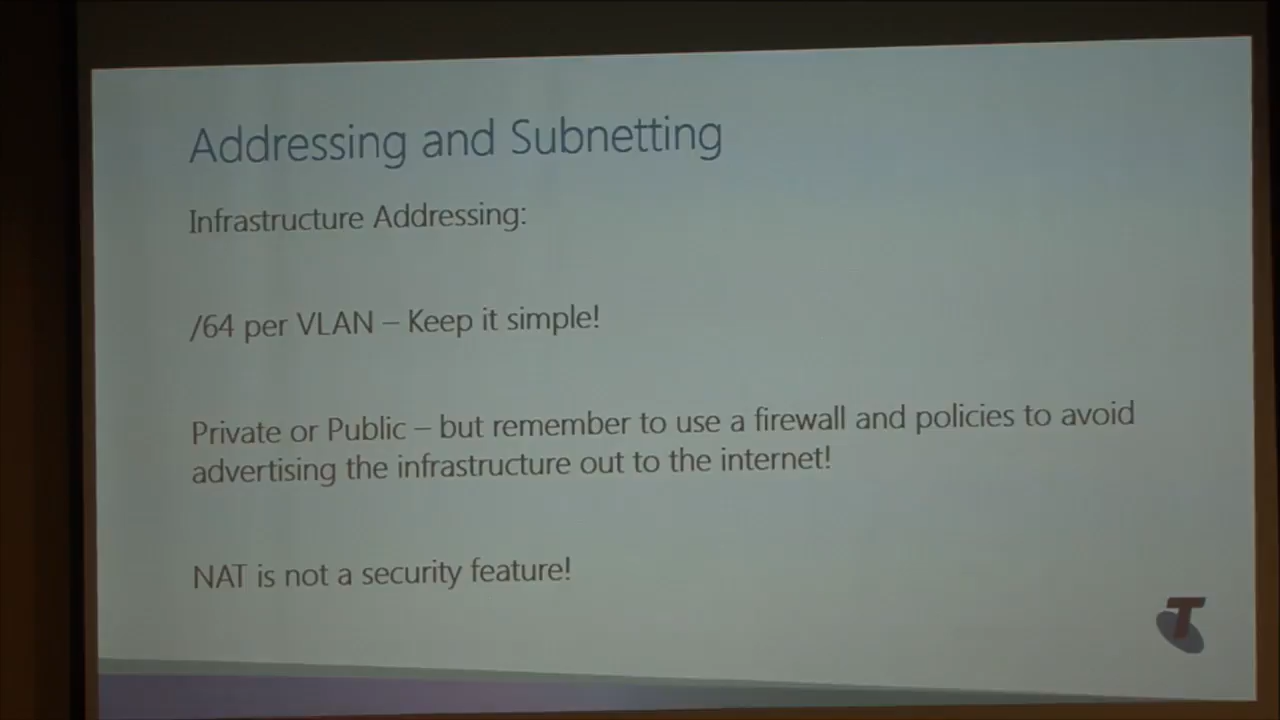 Addressing and Subnetting
Infrastructure Addressing:
/64 per VLAN – Keep it simple!
Private or Public – but remember to use a firewall and policies to avoid
advertising the infrastructure out to the internet!
NAT is not a security feature!
T